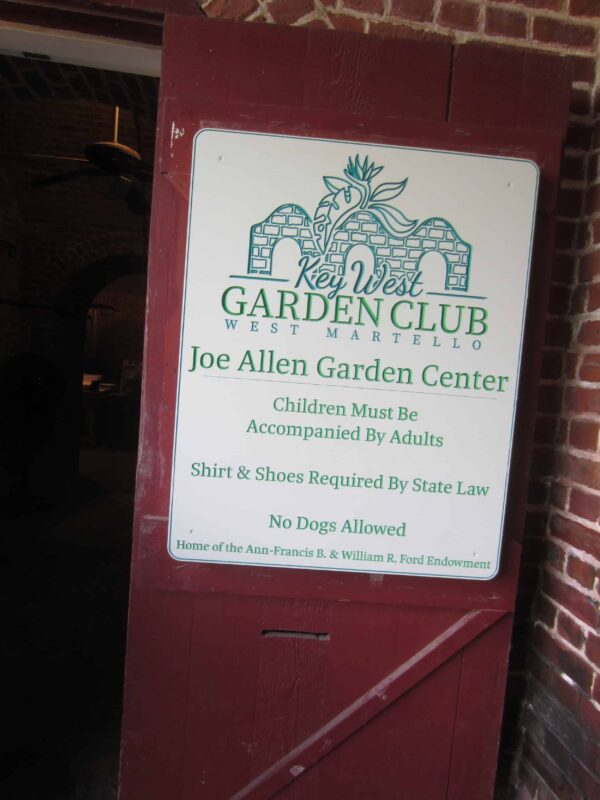 Key West
GARDEN CLUB
WEST MARTELLO
Joe Allen Garden Center
Children Must Be
Accompanied By Adults
Shirt & Shoes Required By State Law
No Dogs Allowed
Home of the Ann-Francis B. & William R. Ford Endowment